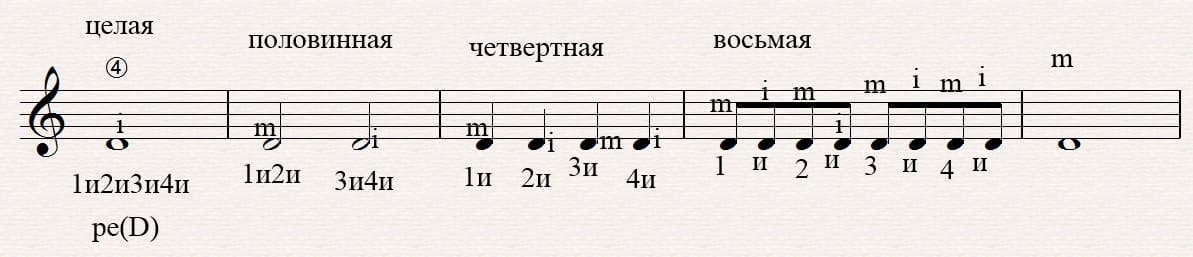 целая половинная четвертная восьмая
④ m
i m i m i m i m i m i m i m i
1и2и3и4и 1и2и 3и4и 1и 2и 3и 4и 1 и 2 и 3 и 4 и
ре(D)